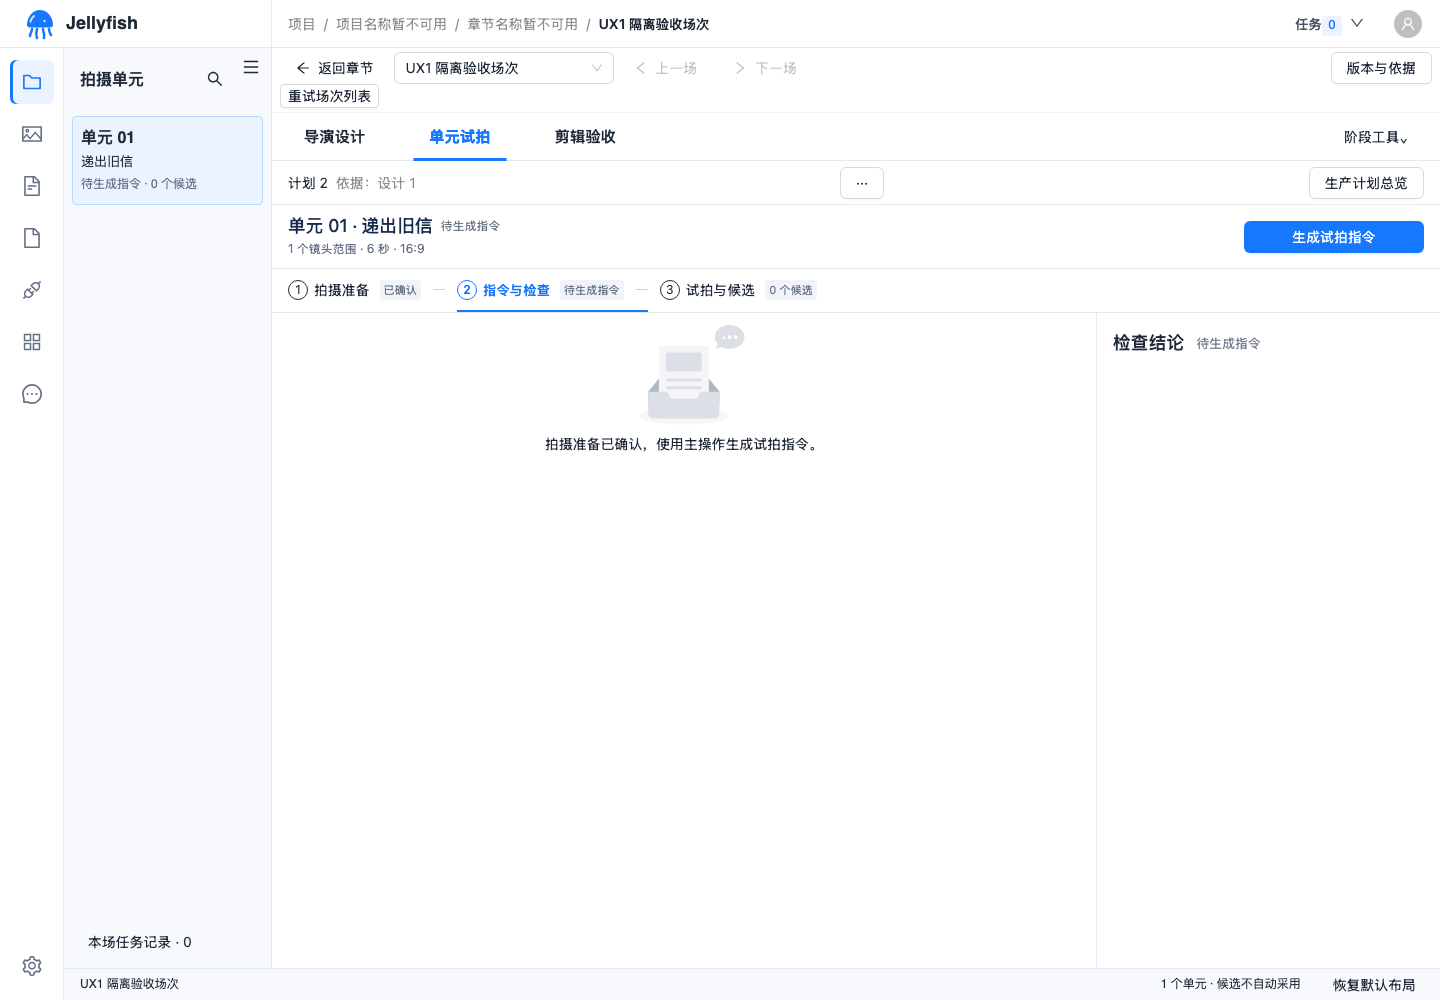 Jellyfish
项目 / 项目名称暂不可用 / 章节名称暂不可用 / UX1 隔离验收场次
任务 0
拍摄单元
返回章节
UX1 隔离验收场次
上一场
下一场
版本与依据
重试场次列表
单元 01
递出旧信
待生成指令 · 0 个候选
导演设计
单元试拍
剪辑验收
阶段工具
计划 2 依据：设计 1
...
生产计划总览
单元 01 · 递出旧信 待生成指令
1 个镜头范围 · 6 秒 · 16:9
生成试拍指令
1 拍摄准备 已确认
2 指令与检查 待生成指令
3 试拍与候选 0 个候选
拍摄准备已确认，使用主操作生成试拍指令。
检查结论 待生成指令
本场任务记录 · 0
UX1 隔离验收场次
1 个单元 · 候选不自动采用
恢复默认布局